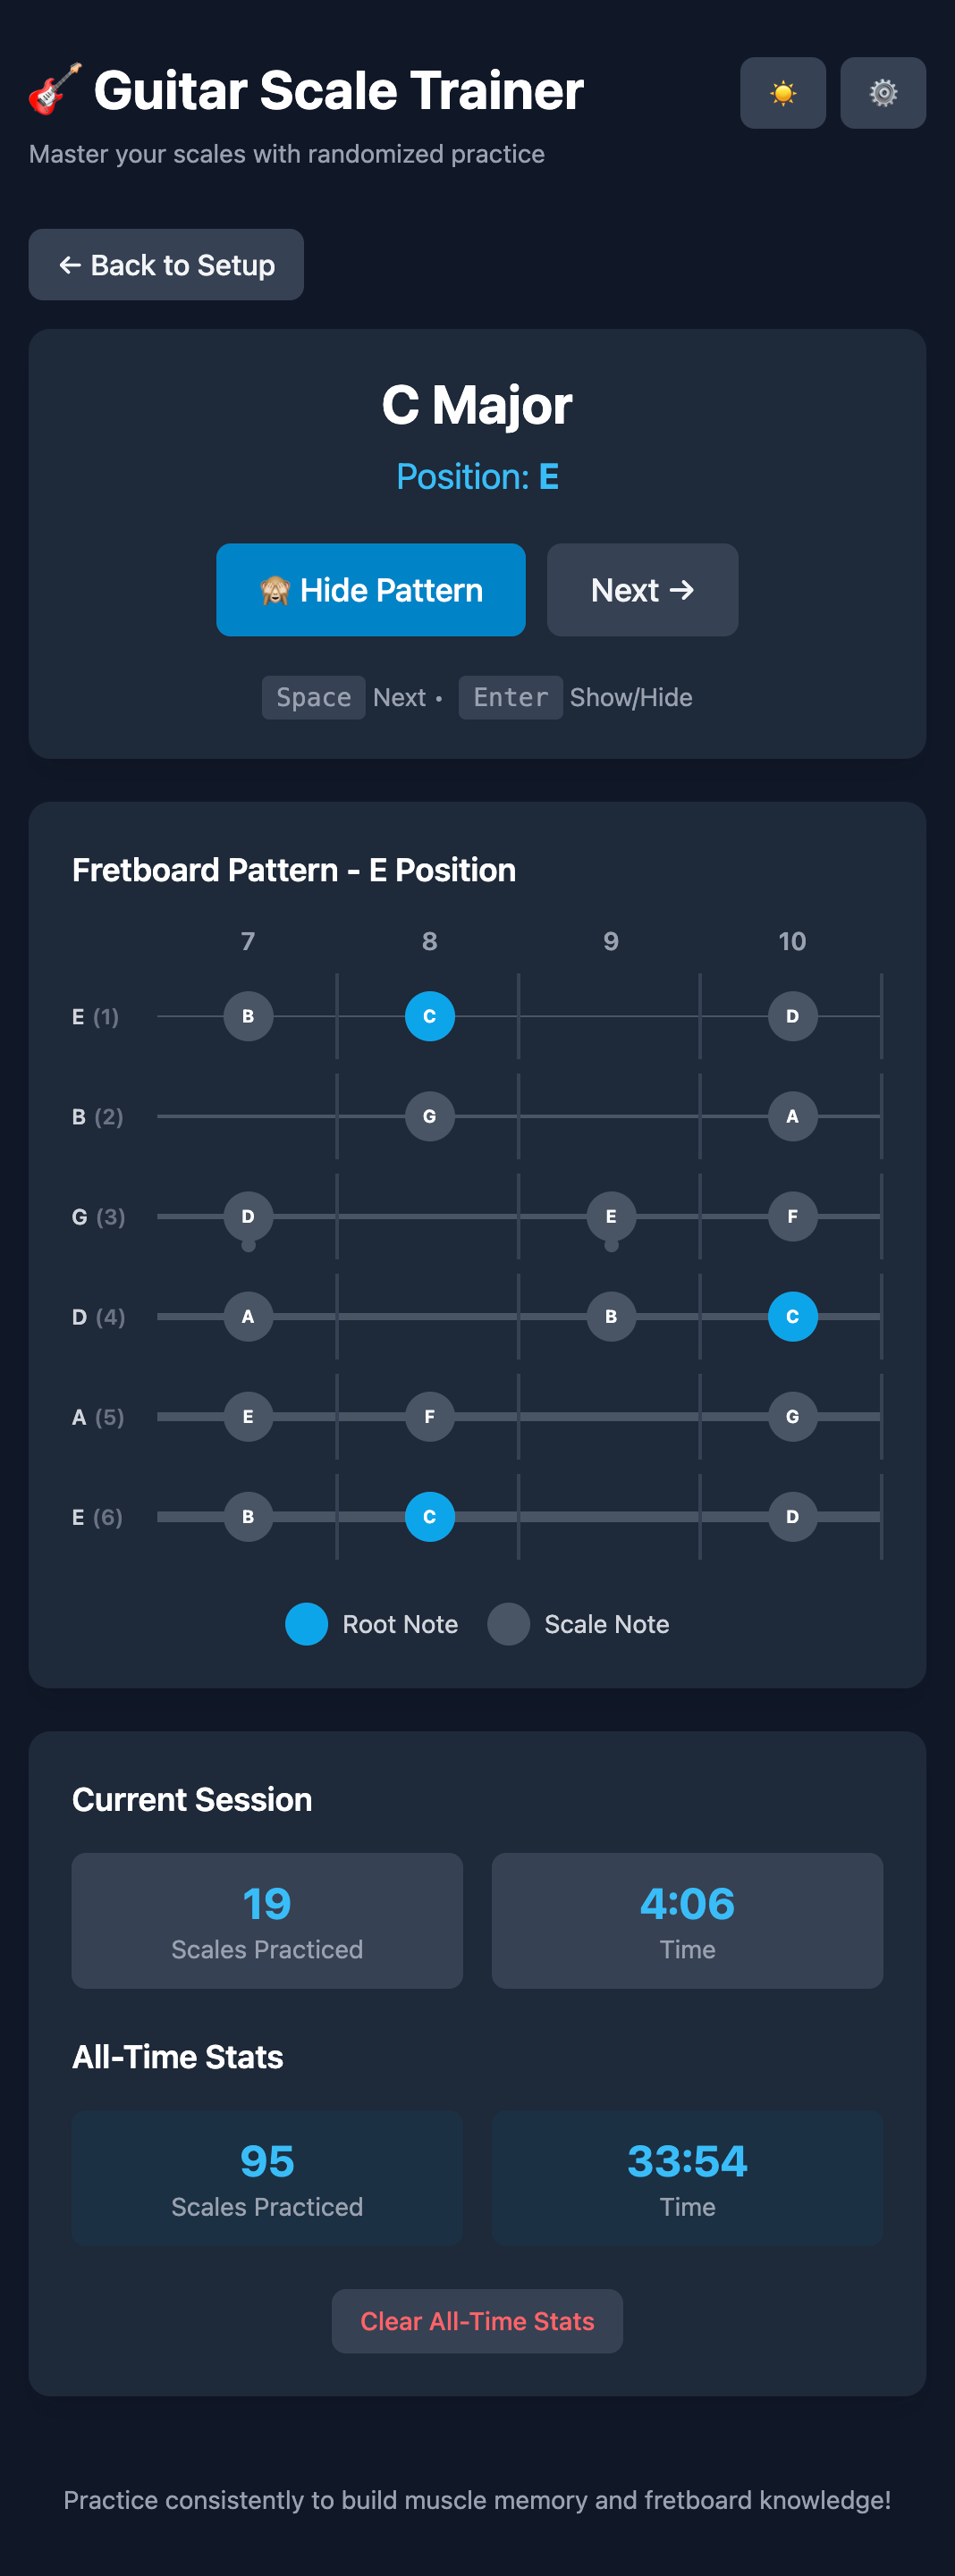 Guitar Scale Trainer
Master your scales with randomized practice
← Back to Setup
C Major
Position: E
Hide Pattern
Next →
Space Next • Enter Show/Hide
Fretboard Pattern - E Position
7 8 9 10
E (1) B C D
B (2) G A
G (3) D E F
D (4) A B C
A (5) E F G
E (6) B C D
Root Note Scale Note
Current Session
19 4:06
Scales Practiced Time
All-Time Stats
95 33:54
Scales Practiced Time
Clear All-Time Stats
Practice consistently to build muscle memory and fretboard knowledge!